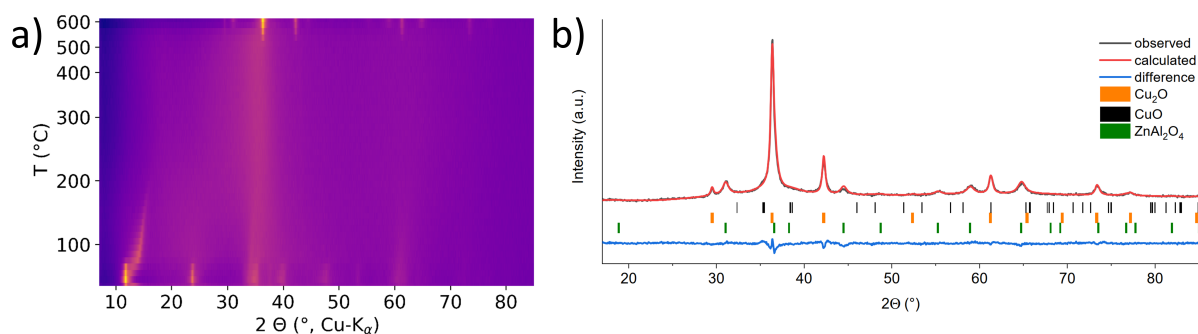 a)
600
500
400
300
200
100
T (°C)
10 20 30 40 50 60 70 80
2 Θ (°, Cu-Kα)
b)
Intensity (a.u.)
observed
calculated
difference
Cu₂O
CuO
ZnAl₂O₄
20 30 40 50 60 70 80
2Θ (°)